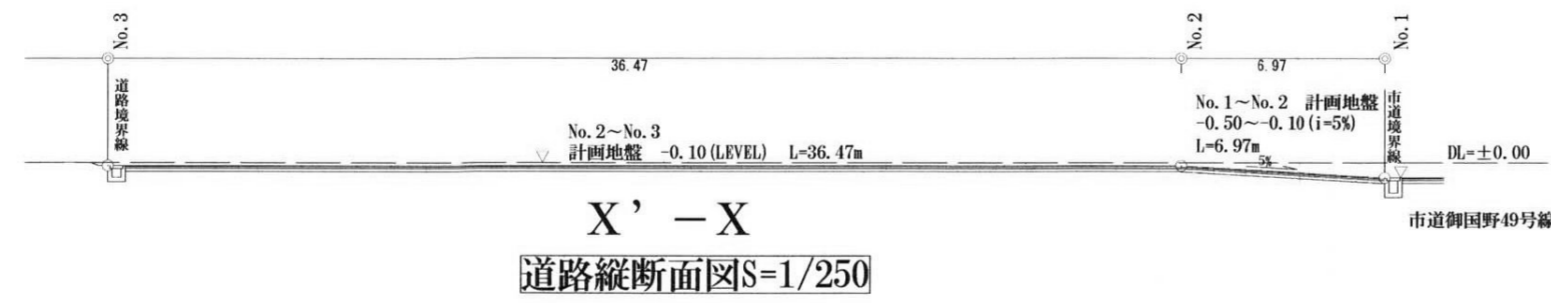 No.3
No.2
No.1
36.47
6.97
道路境界線
No.2～No.3
計画地盤 -0.10(LEVEL) L=36.47m
No.1～No.2 計画地盤
-0.50～-0.10(i=5%)
L=6.97m
5%
市道境界線
DL=±0.00
市道御国野49号線
X’－X
道路縦断面図S=1/250